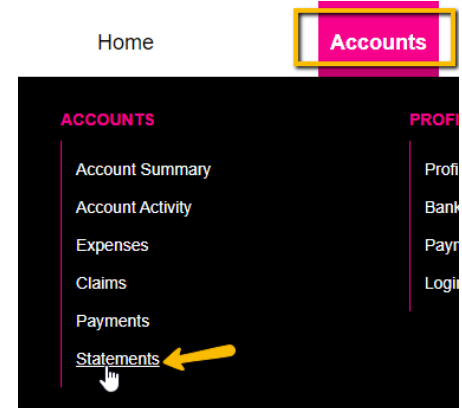 Home Accounts
ACCOUNTS
Account Summary
Account Activity
Expenses
Claims
Payments
Statements